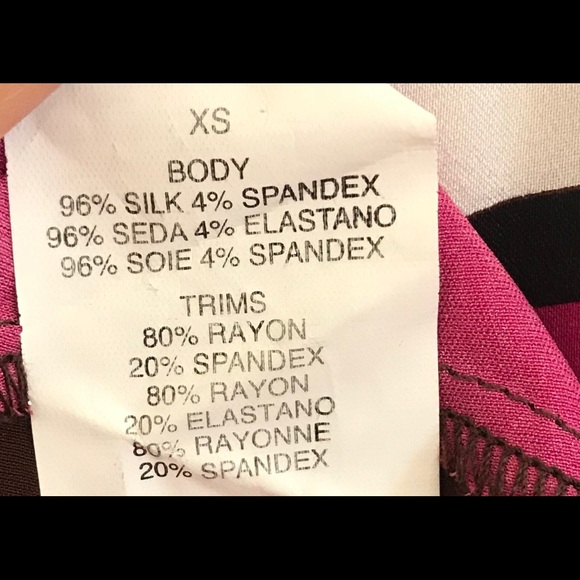 XS
BODY
96% SILK 4% SPANDEX
96% SEDA 4% ELASTANO
96% SOIE 4% SPANDEX
TRIMS
80% RAYON
20% SPANDEX
80% RAYON
20% ELASTANO
80% RAYONNE
20% SPANDEX